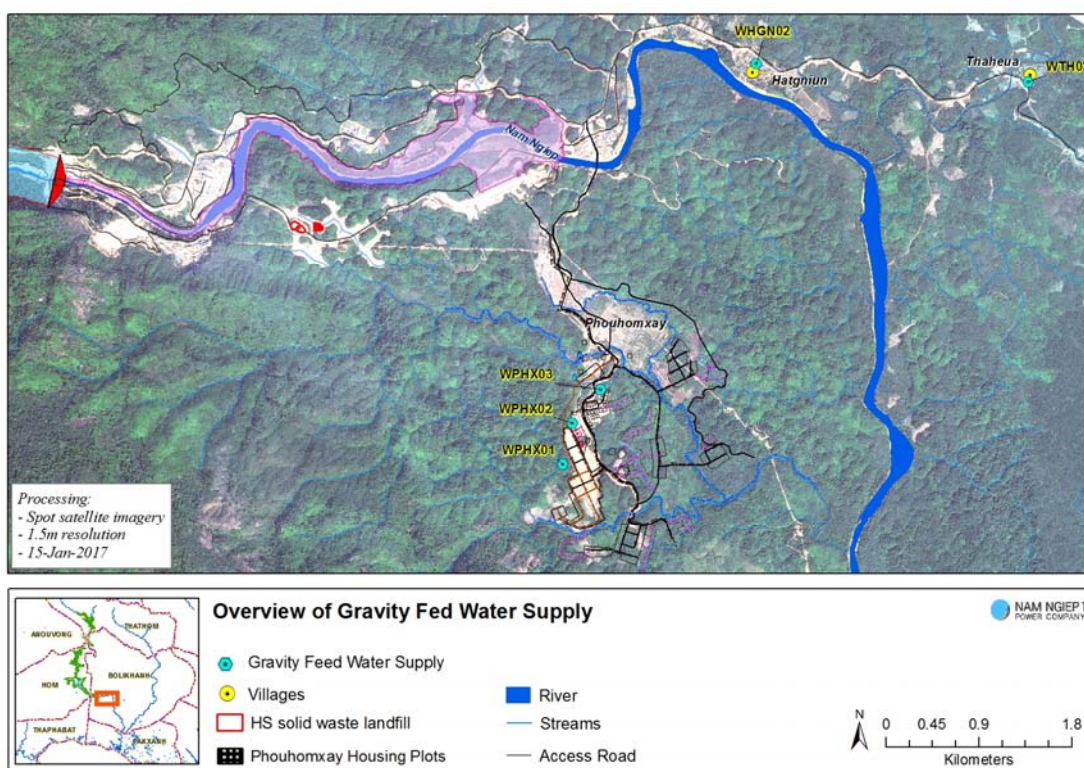 WHGN02
Hatgniun
Thaheua
WTH02
Nam Ngiep
Phouhomxay
WPHX03
WPHX02
WPHX01
Processing:
- Spot satellite imagery
- 1.5m resolution
- 15-Jan-2017
Overview of Gravity Fed Water Supply
NAM NGIEP 1
POWER COMPANY
ANOUVONG
THATHOM
BOLIKHANH
HOM
THAPHABAT
PAKXANH
Gravity Feed Water Supply
Villages
HS solid waste landfill
Phouhomxay Housing Plots
River
Streams
Access Road
N
0 0.45 0.9 1.8
Kilometers